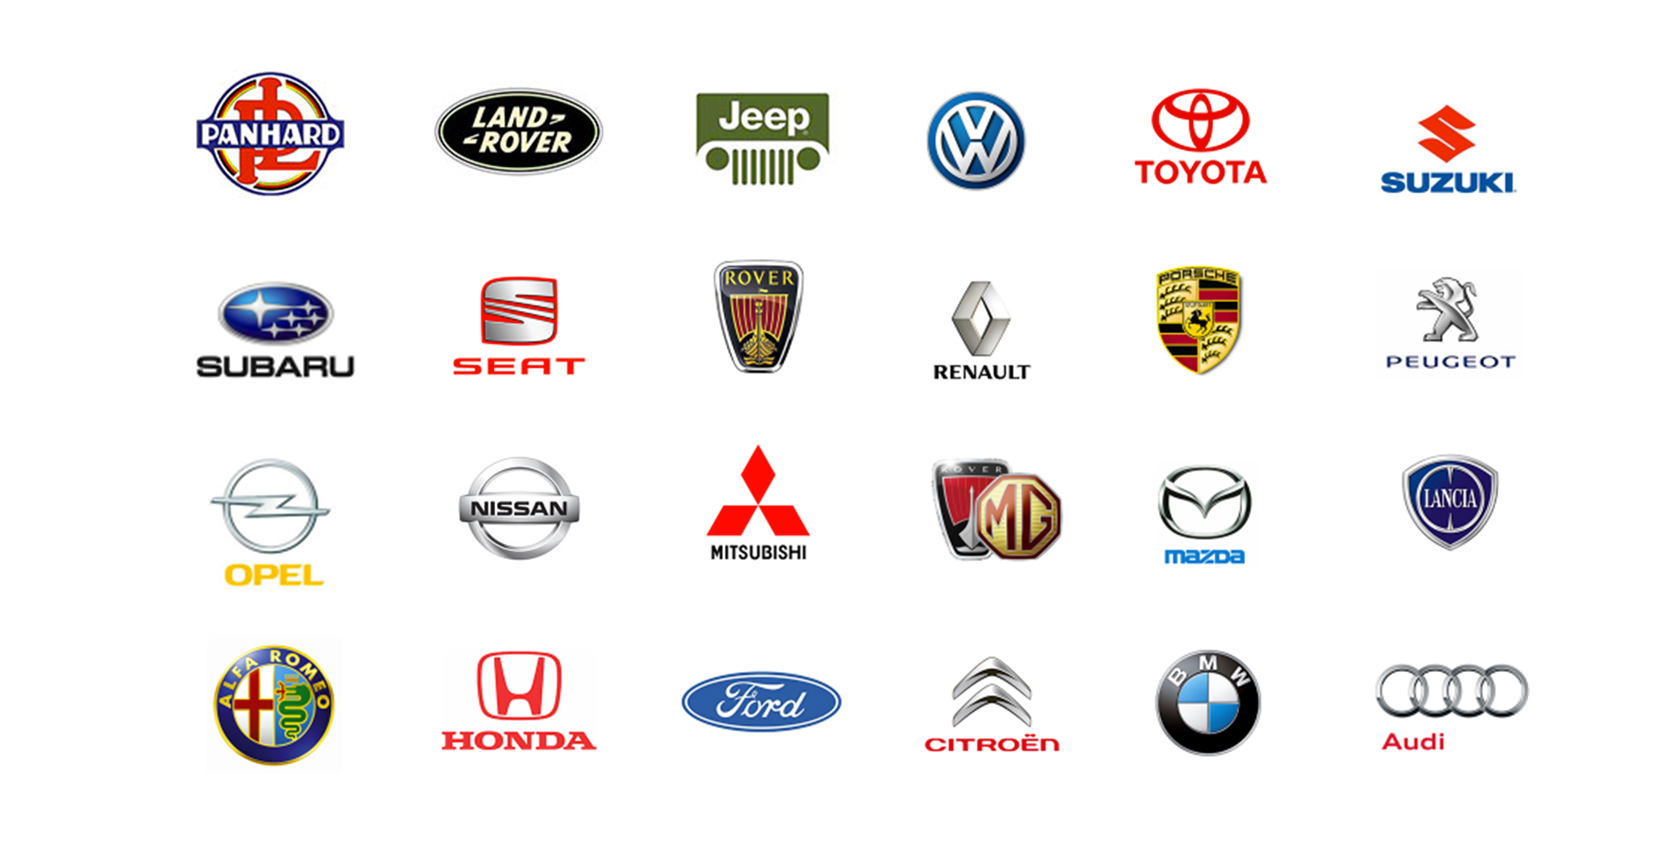 PANHARD
LAND-
-ROVER
Jeep
VW
TOYOTA
SUZUKI
SUBARU
SEAT
ROVER
RENAULT
PORSCHE
PEUGEOT
OPEL
NISSAN
MITSUBISHI
ROVER
MG
mazda
LANCIA
ALFA ROMEO
HONDA
Ford
CITROËN
BMW
Audi